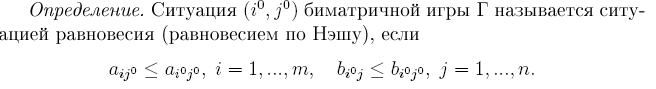 Определение. Ситуация (i⁰, j⁰) биматричной игры Γ называется ситу-
ацией равновесия (равновесием по Нэшу), если
a_{ij⁰} ≤ a_{i⁰j⁰}, i = 1, ..., m, b_{i⁰j} ≤ b_{i⁰j⁰}, j = 1, ..., n.